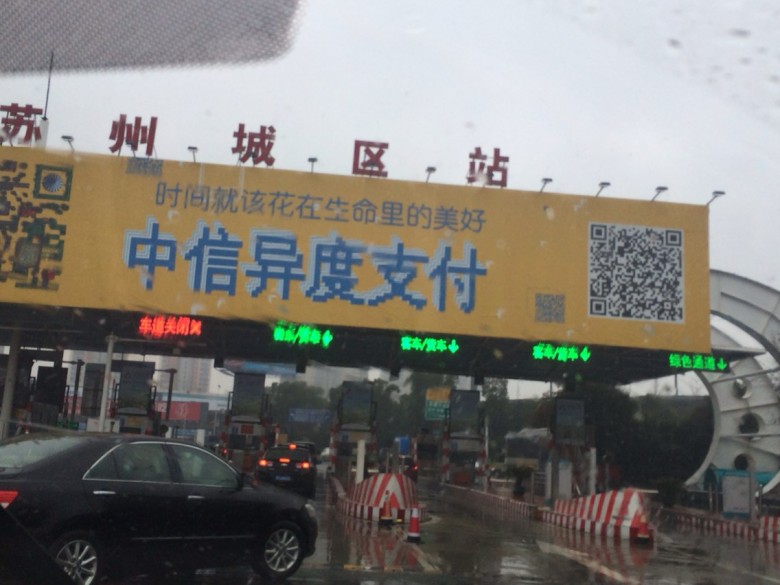 苏州城区站
时间就该花在生命里的美好
中信异度支付
车道关闭
客车/货车
客车/货车
客车/货车
绿色通道